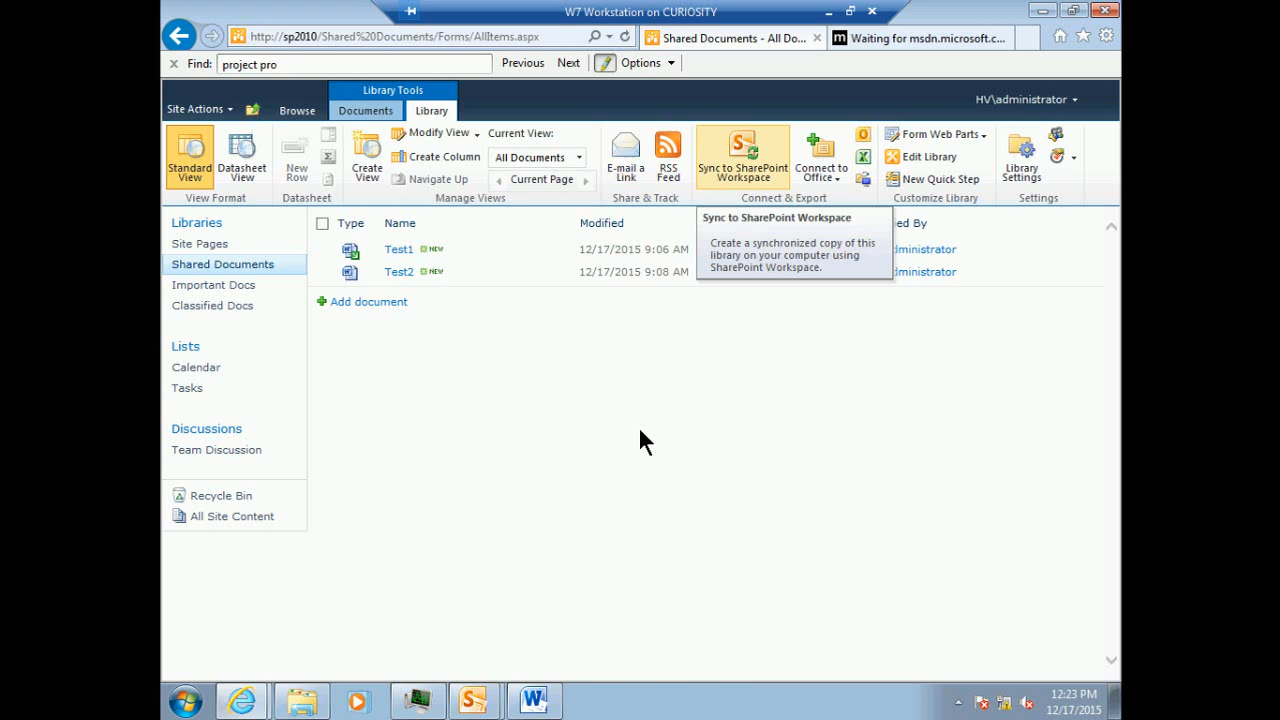 W7 Workstation on CURIOSITY
http://sp2010/Shared%20Documents/Forms/AllItems.aspx
Shared Documents - All Do...
Waiting for msdn.microsoft.c...
Find: project pro
Previous Next Options
Library Tools
Site Actions Browse Documents Library
HV\administrator
Standard View
Datasheet View
New Row
Create View
Modify View
Create Column
Navigate Up
Current View:
All Documents
Current Page
E-mail a Link
RSS Feed
Sync to SharePoint Workspace
Connect to Office
Form Web Parts
Edit Library
New Quick Step
Library Settings
View Format Datasheet Manage Views Share & Track Connect & Export Customize Library Settings
Libraries
Site Pages
Shared Documents
Important Docs
Classified Docs
Lists
Calendar
Tasks
Discussions
Team Discussion
Recycle Bin
All Site Content
Type Name Modified ed By
Test1 NEW 12/17/2015 9:06 AM ministrator
Test2 NEW 12/17/2015 9:08 AM ministrator
Add document
Sync to SharePoint Workspace
Create a synchronized copy of this
library on your computer using
SharePoint Workspace.
12:23 PM
12/17/2015